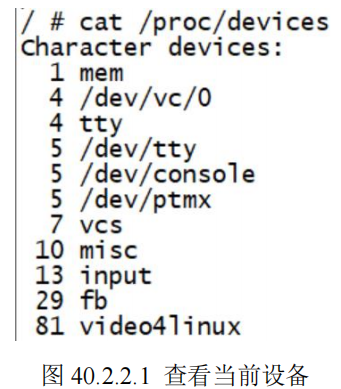 / # cat /proc/devices
Character devices:
1 mem
4 /dev/vc/0
4 tty
5 /dev/tty
5 /dev/console
5 /dev/ptmx
7 vcs
10 misc
13 input
29 fb
81 video4linux
图 40.2.2.1 查看当前设备